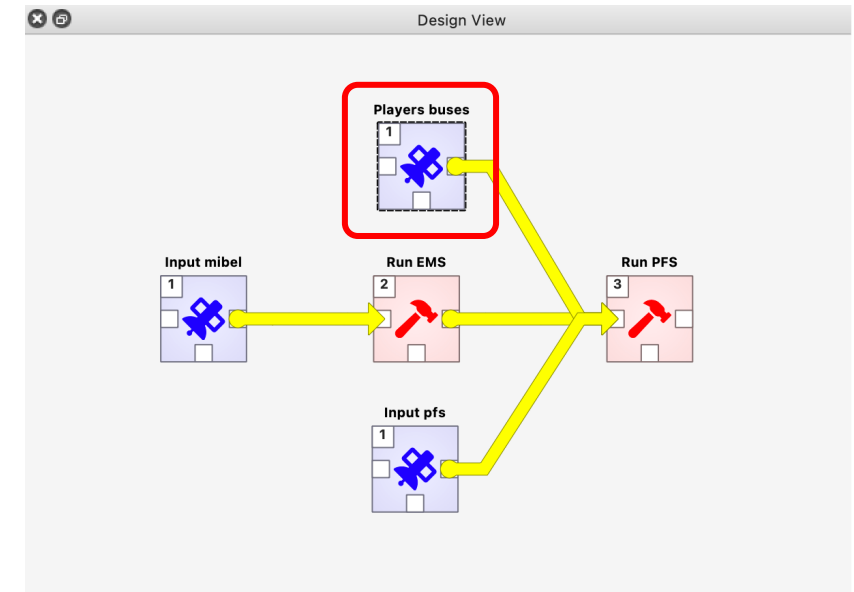 Design View
Players buses
1
Input mibel
1
Run EMS
2
Run PFS
3
Input pfs
1